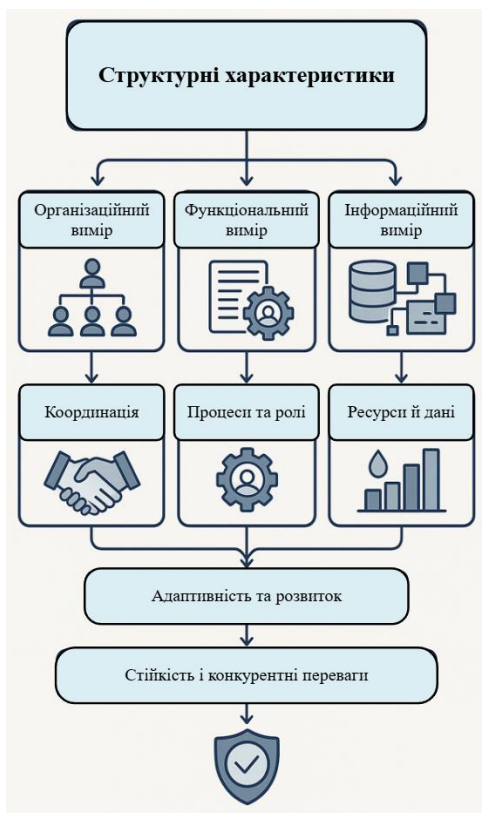 Структурні характеристики
Організаційний
вимір
Функціональний
вимір
Інформаційний
вимір
Координація
Процеси та ролі
Ресурси й дані
Адаптивність та розвиток
Стійкість і конкурентні переваги